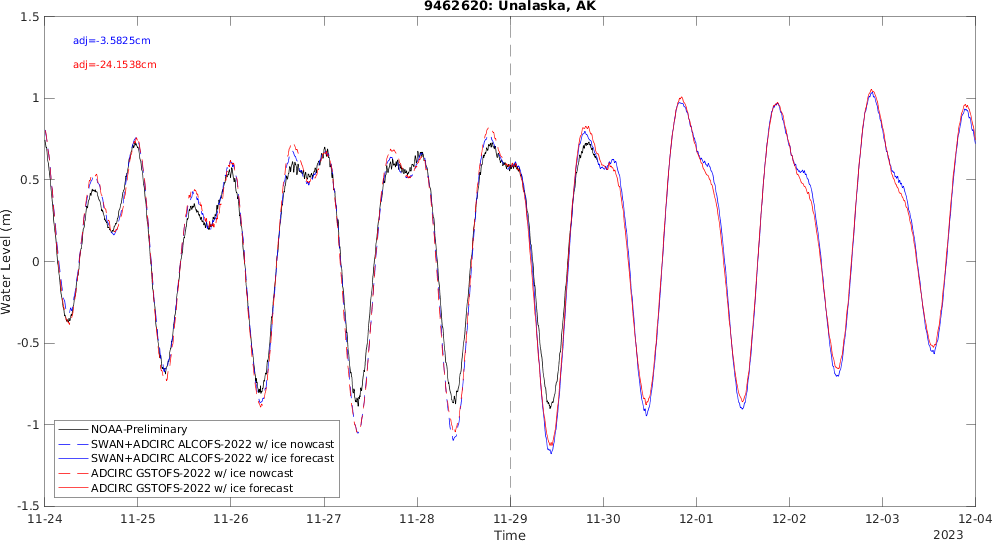 9462620: Unalaska, AK
1.5
adj=-3.5825cm
adj=-24.1538cm
1
0.5
0
-0.5
-1
-1.5
Water Level (m)
NOAA-Preliminary
SWAN+ADCIRC ALCOFS-2022 w/ ice nowcast
SWAN+ADCIRC ALCOFS-2022 w/ ice forecast
ADCIRC GSTOFS-2022 w/ ice nowcast
ADCIRC GSTOFS-2022 w/ ice forecast
11-24 11-25 11-26 11-27 11-28 11-29 11-30 12-01 12-02 12-03 12-04
Time
2023